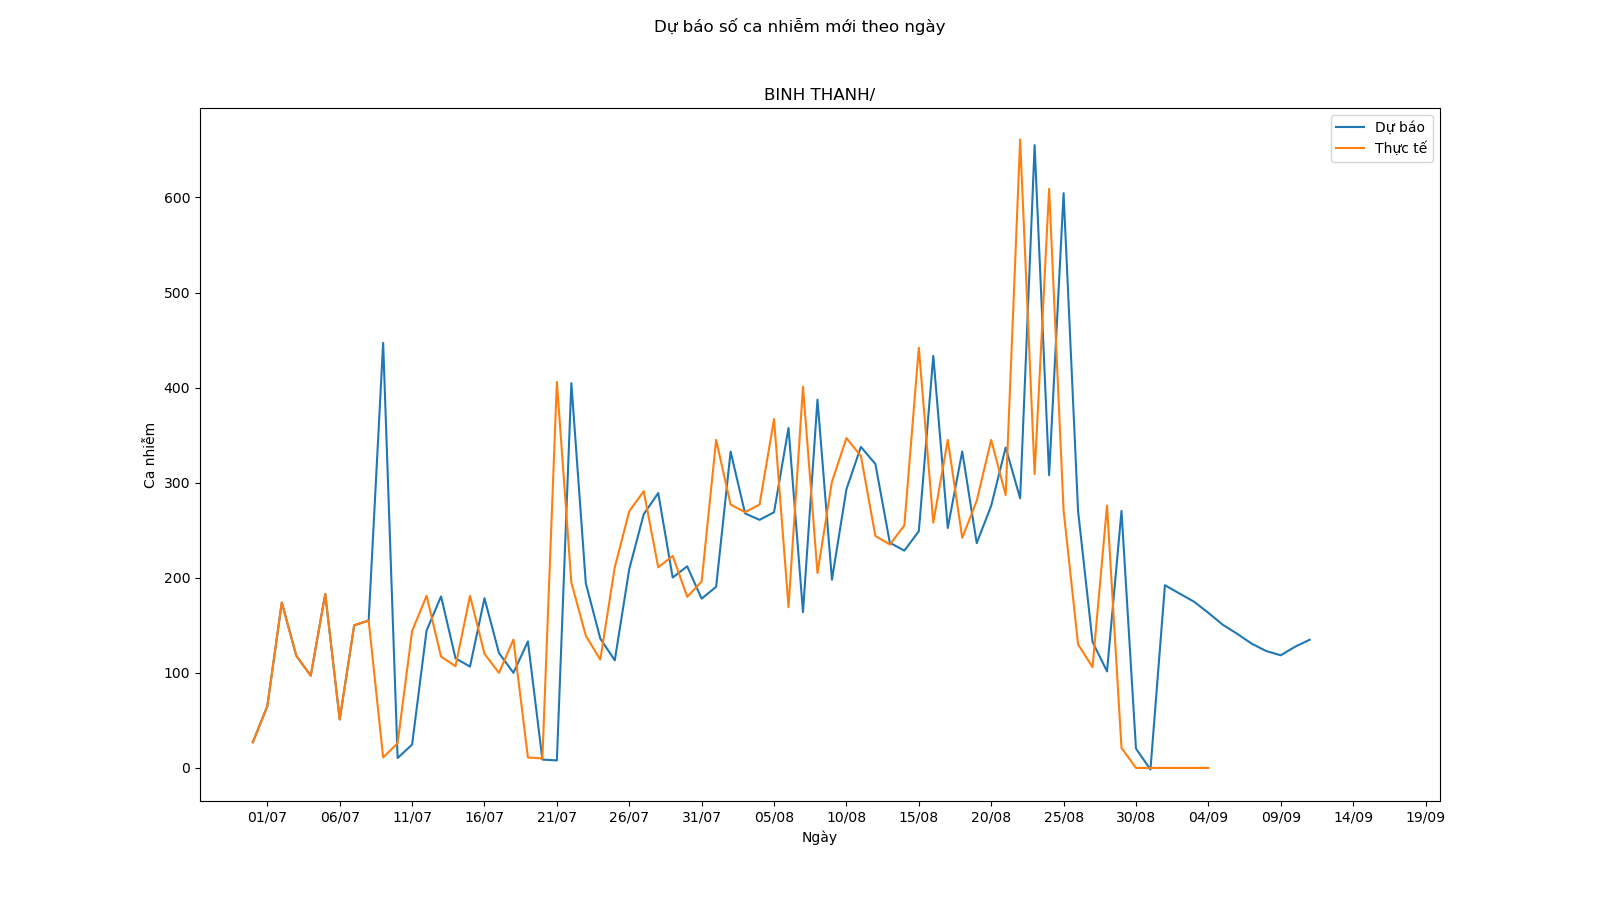 Dự báo số ca nhiễm mới theo ngày
BINH THANH/
Dự báo
Thực tế
600
500
400
300
200
100
0
Ca nhiễm
01/07 06/07 11/07 16/07 21/07 26/07 31/07 05/08 10/08 15/08 20/08 25/08 30/08 04/09 09/09 14/09 19/09
Ngày